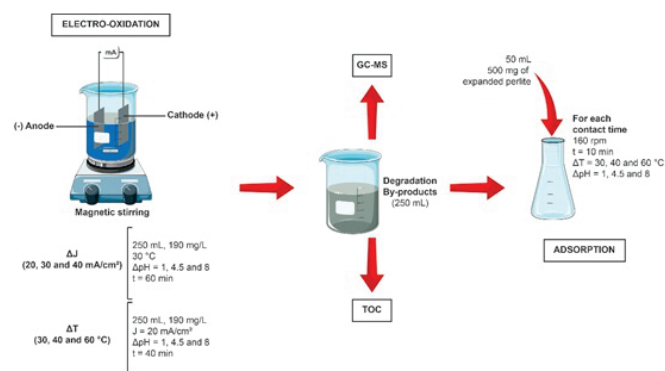 ELECTRO-OXIDATION
mA
(-) Anode
Cathode (+)
Magnetic stirring
ΔJ
(20, 30 and 40 mA/cm²)
250 mL, 190 mg/L
30 °C
ΔpH = 1, 4.5 and 8
t = 60 min
ΔT
(30, 40 and 60 °C)
250 mL, 190 mg/L
J = 20 mA/cm²
ΔpH = 1, 4.5 and 8
t = 40 min
GC-MS
Degradation
By-products
(250 mL)
TOC
50 mL
500 mg of
expanded perlite
For each
contact time
160 rpm
t = 10 min
ΔT = 30, 40 and 60 °C
ΔpH = 1, 4.5 and 8
ADSORPTION